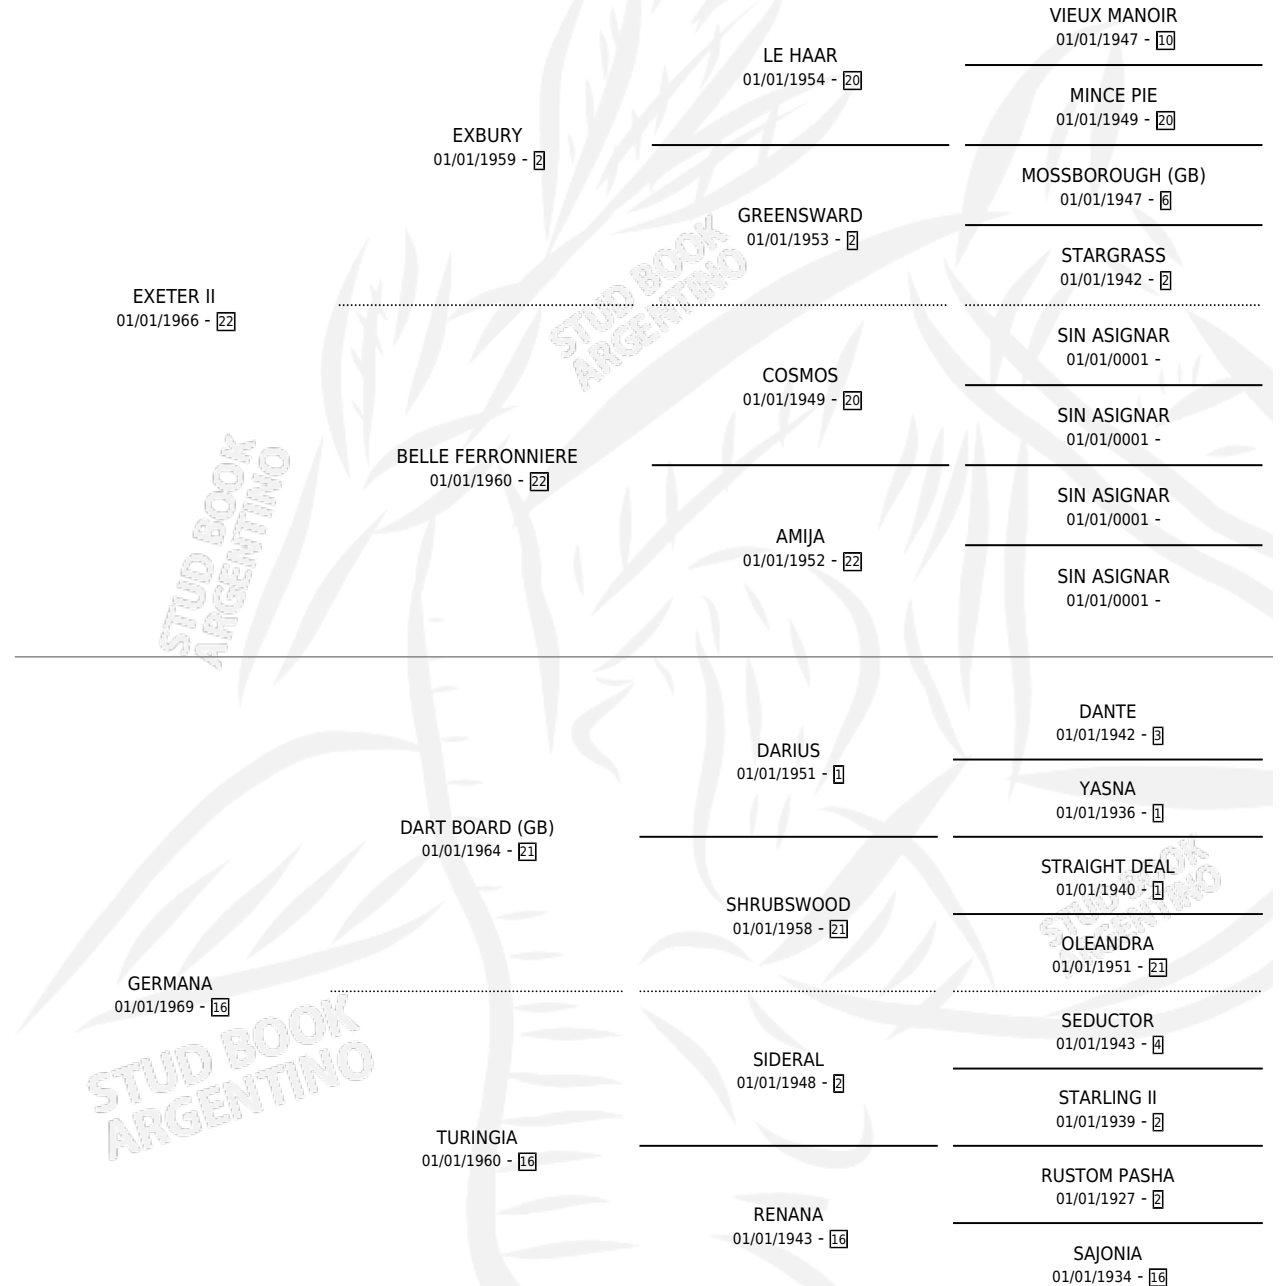 VIEUX MANOIR
01/01/1947 - 10
LE HAAR
01/01/1954 - 20
MINCE PIE
01/01/1949 - 20
EXBURY
01/01/1959 - 2
MOSSBOROUGH (GB)
01/01/1947 - 6
GREENSWARD
01/01/1953 - 2
STARGRASS
01/01/1942 - 2
EXETER II
01/01/1966 - 22
SIN ASIGNAR
01/01/0001 -
COSMOS
01/01/1949 - 20
SIN ASIGNAR
01/01/0001 -
BELLE FERRONNIERE
01/01/1960 - 22
SIN ASIGNAR
01/01/0001 -
AMIJA
01/01/1952 - 22
SIN ASIGNAR
01/01/0001 -
STUD BOOK
ARGENTINO
STUD BOOK
ARGENTINO
DANTE
01/01/1942 - 3
DARIUS
01/01/1951 - 1
YASNA
01/01/1936 - 1
DART BOARD (GB)
01/01/1964 - 21
STRAIGHT DEAL
01/01/1940 - 1
SHRUBSWOOD
01/01/1958 - 21
OLEANDRA
01/01/1951 - 21
STUD BOOK
ARGENTINO
GERMANA
01/01/1969 - 16
SEDUCTOR
01/01/1943 - 4
SIDERAL
01/01/1948 - 2
STARLING II
01/01/1939 - 2
STUD BOOK
ARGENTINO
TURINGIA
01/01/1960 - 16
RUSTOM PASHA
01/01/1927 - 2
RENANA
01/01/1943 - 16
SAJONIA
01/01/1934 - 16